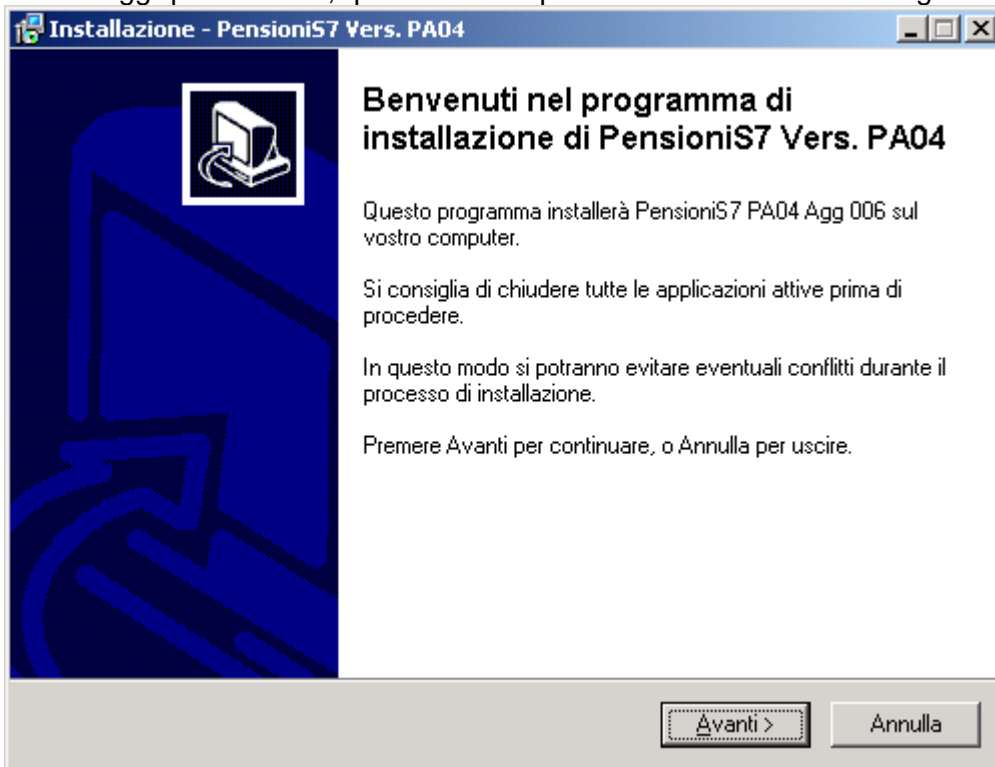 Installazione - PensioniS7 Vers. PA04
Benvenuti nel programma di
installazione di PensioniS7 Vers. PA04
Questo programma installerà PensioniS7 PA04 Agg 006 sul
vostro computer.
Si consiglia di chiudere tutte le applicazioni attive prima di
procedere.
In questo modo si potranno evitare eventuali conflitti durante il
processo di installazione.
Premere Avanti per continuare, o Annulla per uscire.
Avanti >
Annulla